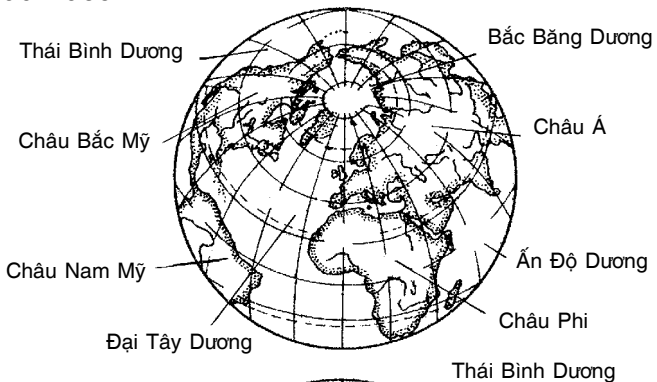 Thái Bình Dương
Bắc Băng Dương
Châu Bắc Mỹ
Châu Á
Châu Nam Mỹ
Ấn Độ Dương
Châu Phi
Đại Tây Dương
Thái Bình Dương